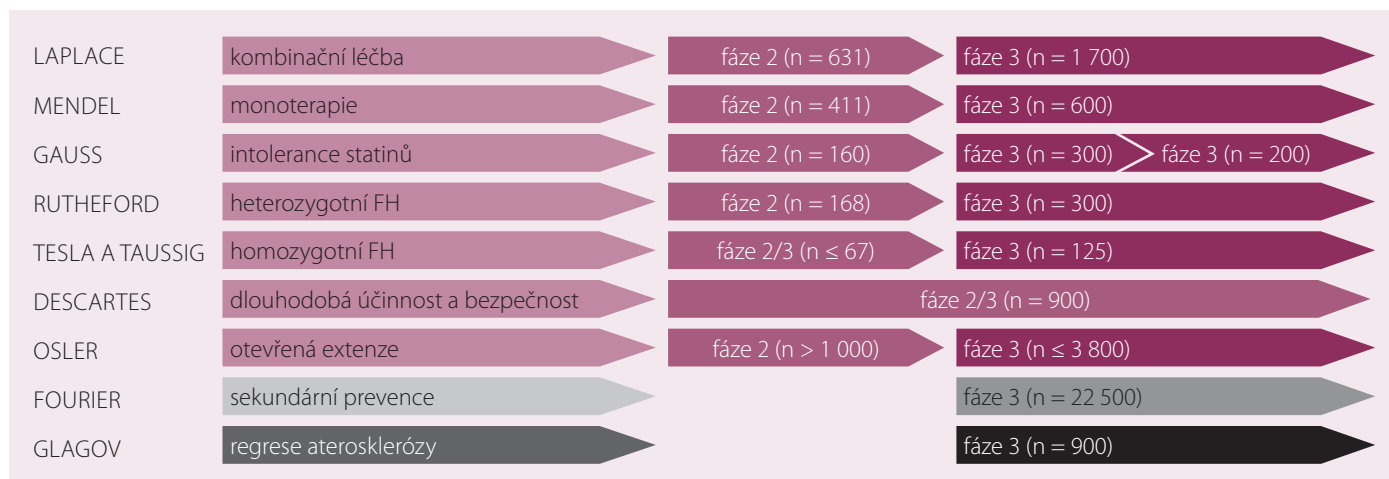 LAPLACE kombinační léčba fáze 2 (n = 631) fáze 3 (n = 1 700)
MENDEL monoterapie fáze 2 (n = 411) fáze 3 (n = 600)
GAUSS intolerance statinů fáze 2 (n = 160) fáze 3 (n = 300) fáze 3 (n = 200)
RUTHEFORD heterozygotní FH fáze 2 (n = 168) fáze 3 (n = 300)
TESLA A TAUSSIG homozygotní FH fáze 2/3 (n ≤ 67) fáze 3 (n = 125)
DESCARTES dlouhodobá účinnost a bezpečnost fáze 2/3 (n = 900)
OSLER otevřená extenze fáze 2 (n > 1 000) fáze 3 (n ≤ 3 800)
FOURIER sekundární prevence fáze 3 (n = 22 500)
GLAGOV regrese aterosklerózy fáze 3 (n = 900)